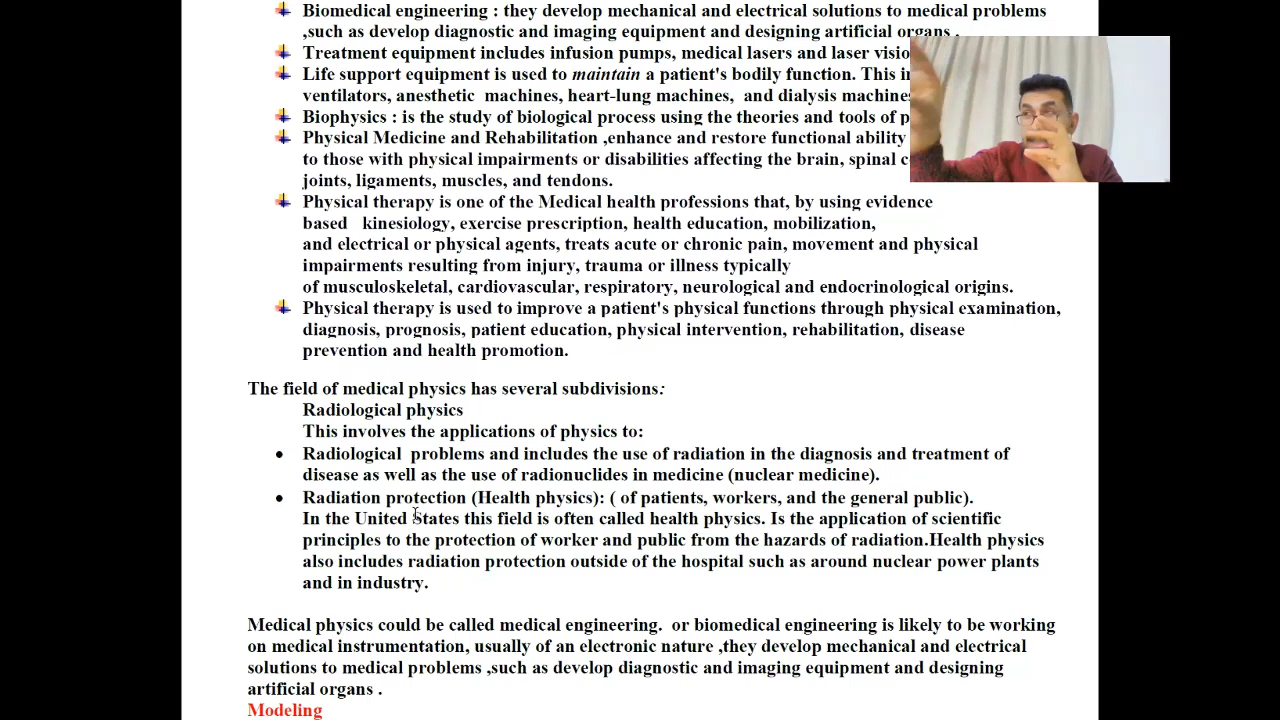 Biomedical engineering : they develop mechanical and electrical solutions to medical problems
,such as develop diagnostic and imaging equipment and designing artificial organs .
Treatment equipment includes infusion pumps, medical lasers and laser
Life support equipment is used to maintain a patient's bodily function. This
ventilators, anesthetic machines, heart-lung machines, and dialysis machines
Biophysics : is the study of biological process using the theories and tools of
Physical Medicine and Rehabilitation ,enhance and restore functional ability
to those with physical impairments or disabilities affecting the brain, spinal
joints, ligaments, muscles, and tendons.
Physical therapy is one of the Medical health professions that, by using evidence
based kinesiology, exercise prescription, health education, mobilization,
and electrical or physical agents, treats acute or chronic pain, movement and physical
impairments resulting from injury, trauma or illness typically
of musculoskeletal, cardiovascular, respiratory, neurological and endocrinological origins.
Physical therapy is used to improve a patient's physical functions through physical examination,
diagnosis, prognosis, patient education, physical intervention, rehabilitation, disease
prevention and health promotion.
The field of medical physics has several subdivisions:
Radiological physics
This involves the applications of physics to:
• Radiological problems and includes the use of radiation in the diagnosis and treatment of
disease as well as the use of radionuclides in medicine (nuclear medicine).
• Radiation protection (Health physics): ( of patients, workers, and the general public).
In the United States this field is often called health physics. Is the application of scientific
principles to the protection of worker and public from the hazards of radiation.Health physics
also includes radiation protection outside of the hospital such as around nuclear power plants
and in industry.
Medical physics could be called medical engineering. or biomedical engineering is likely to be working
on medical instrumentation, usually of an electronic nature ,they develop mechanical and electrical
solutions to medical problems ,such as develop diagnostic and imaging equipment and designing
artificial organs .
Modeling